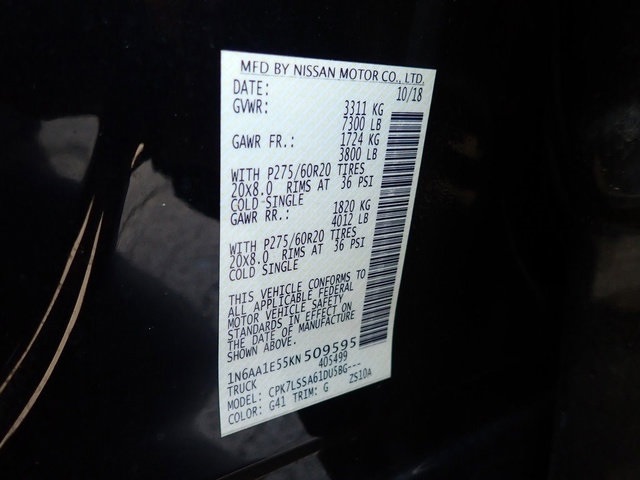 MFD BY NISSAN MOTOR CO., LTD.
DATE: 10/18
GVWR: 3311 KG
7300 LB
GAWR FR.: 1724 KG
3800 LB
WITH P275/60R20 TIRES
20X8.0 RIMS AT 36 PSI
COLD SINGLE
GAWR RR.: 1820 KG
4012 LB
WITH P275/60R20 TIRES
20X8.0 RIMS AT 36 PSI
COLD SINGLE
THIS VEHICLE CONFORMS TO
ALL APPLICABLE FEDERAL
MOTOR VEHICLE SAFETY
STANDARDS IN EFFECT ON
THE DATE OF MANUFACTURE
SHOWN ABOVE.
1N6AA1E55KN509595
TRUCK 405499
MODEL: CPK7LSSA61DU5BG---
COLOR: G41 TRIM: G ZS10A